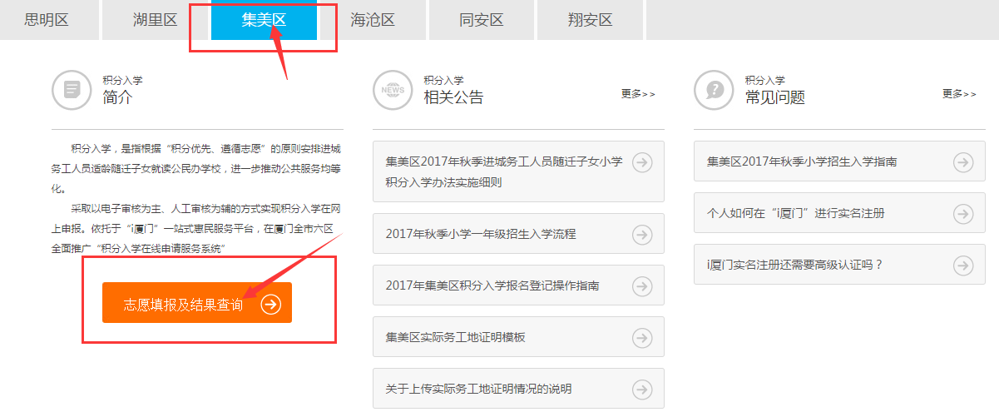 思明区
湖里区
集美区
海沧区
同安区
翔安区
积分入学
简介
积分入学，是指根据“积分优先、遵循志愿”的原则安排进城
务工人员适龄随迁子女就读公民办学校，进一步推动公共服务均等
化。
采取以电子审核为主、人工审核为辅的方式实现积分入学在网
上申报。依托于“i厦门”一站式惠民服务平台，在厦门全市六区
全面推广“积分入学在线申请服务系统”
志愿填报及结果查询
NEWS
积分入学
相关公告
更多>>
集美区2017年秋季进城务工人员随迁子女小学
积分入学办法实施细则
2017年秋季小学一年级招生入学流程
2017年集美区积分入学报名登记操作指南
集美区实际务工地证明模板
关于上传实际务工地证明情况的说明
?
积分入学
常见问题
更多>>
集美区2017年秋季小学招生入学指南
个人如何在“i厦门”进行实名注册
i厦门实名注册还需要高级认证吗？